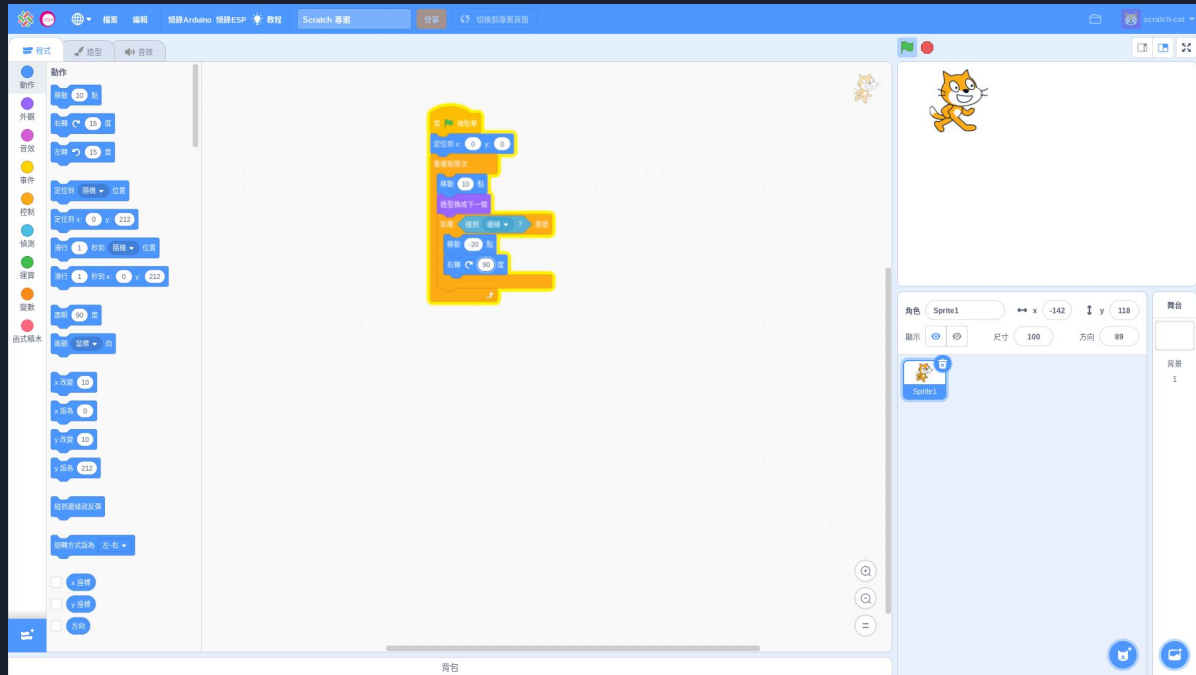 檔案 編輯 燒錄Arduino 燒錄ESP 教程 Scratch 專案 分享 切換到專案頁面 scratch-cat
程式 造型 音效
動作
外觀
音效
事件
控制
偵測
運算
變數
函式積木
動作
移動 10 點
右轉 15 度
左轉 15 度
定位到 隨機 位置
定位到 x: 0 y: 212
滑行 1 秒到 隨機 位置
滑行 1 秒到 x: 0 y: 212
面朝 90 度
面朝 鼠標 向
x 改變 10
x 設為 0
y 改變 10
y 設為 212
碰到邊緣就反彈
迴轉方式設為 左-右
x 座標
y 座標
方向
當 被點擊
定位到 x: 0 y: 0
重複無限次
移動 10 點
造型換成下一個
如果 碰到 邊緣 ? 那麼
移動 -20 點
右轉 90 度
背包
角色 Sprite1 x -142 y 118
顯示 尺寸 100 方向 89
Sprite1
舞台
背景
1